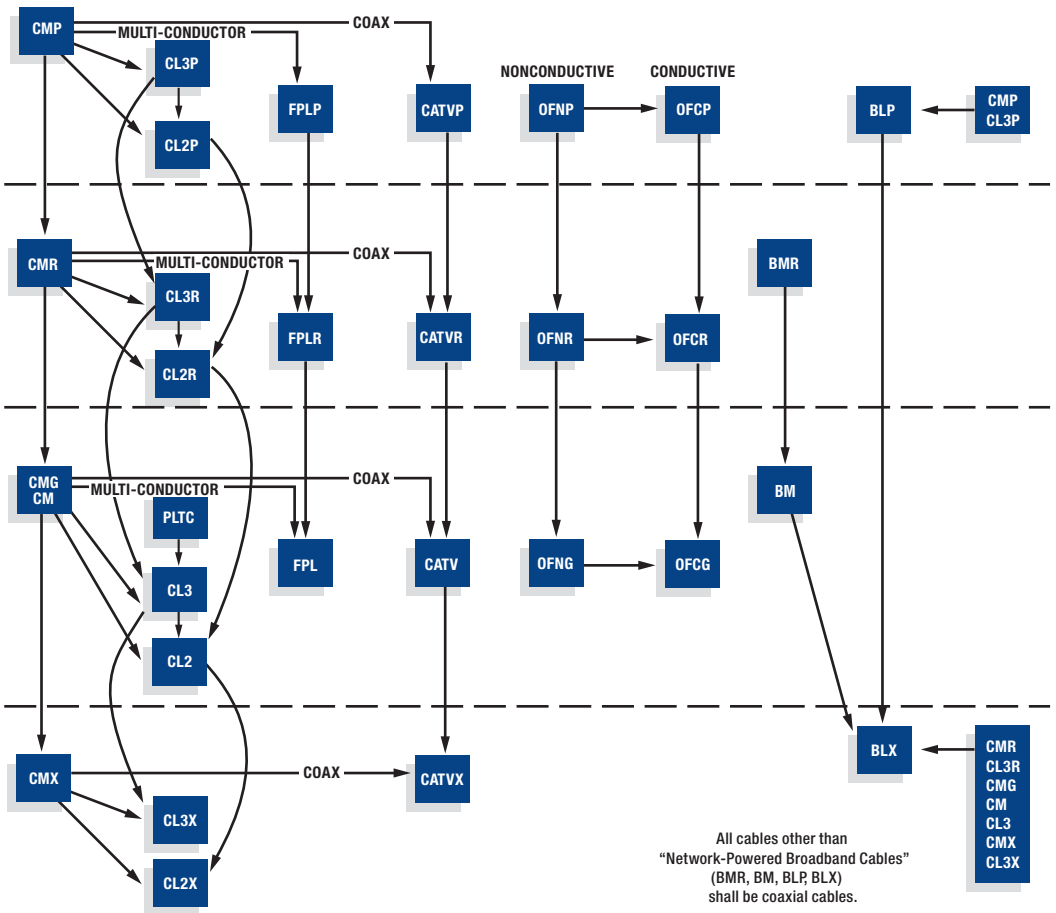 COAX
CMP
MULTI-CONDUCTOR
CL3P
NONCONDUCTIVE
CONDUCTIVE
FPLP
CATVP
OFNP
OFCP
BLP
CMP
CL3P
CL2P
CMR
COAX
MULTI-CONDUCTOR
BMR
CL3R
FPLR
CATVR
OFNR
OFCR
CL2R
CMG
CM
COAX
MULTI-CONDUCTOR
BM
PLTC
FPL
CATV
OFNG
OFCG
CL3
CL2
BLX
CMX
COAX
CATVX
CL3X
CL2X
CMR
CL3R
CMG
CM
CL3
CMX
CL3X
All cables other than
“Network-Powered Broadband Cables”
(BMR, BM, BLP, BLX)
shall be coaxial cables.